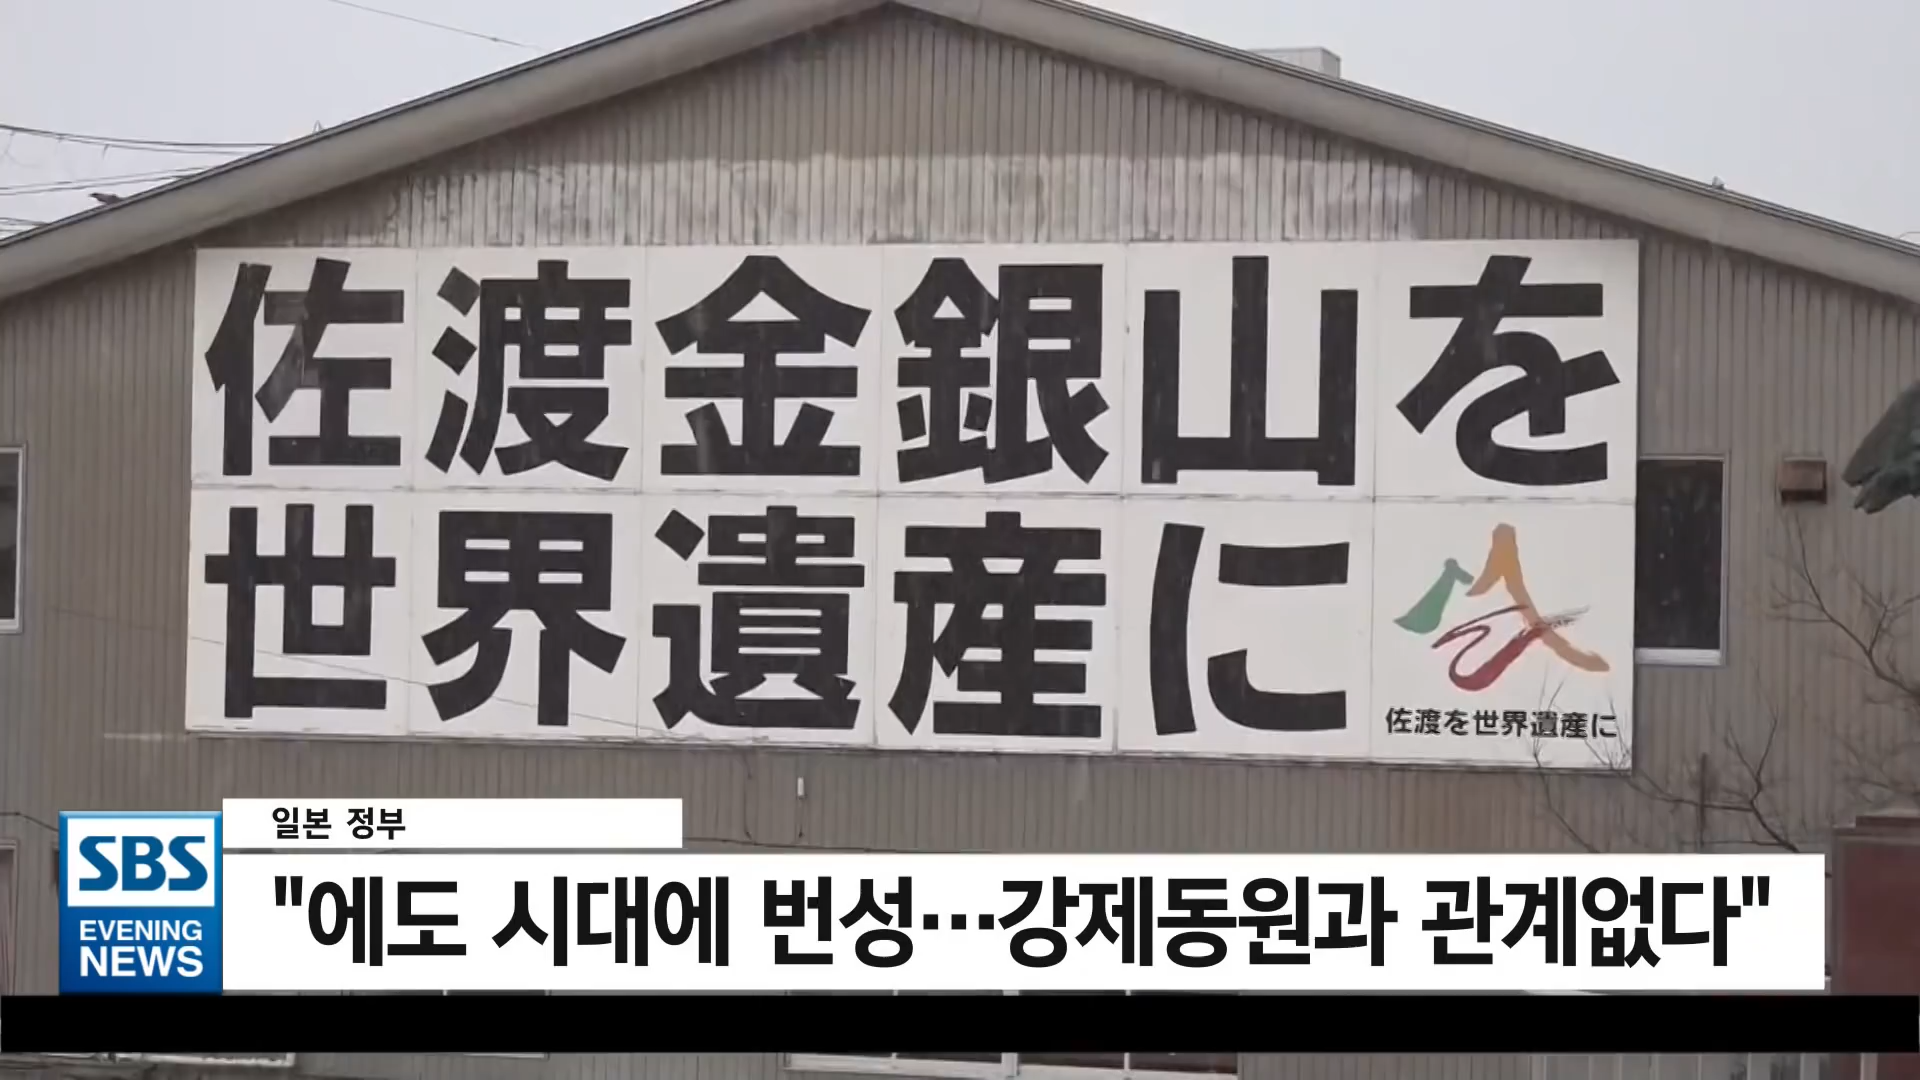 佐渡金銀山を
世界遺産に
佐渡を世界遺産に
일본 정부
"에도 시대에 번성…강제동원과 관계없다"
SBS
EVENING
NEWS